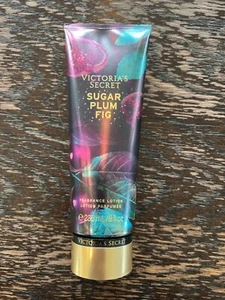 VICTORIA'S
SECRET
SUGAR
PLUM
FIG
FRAGRANCE LOTION
LOTION PARFUMÉE
VICTORIA'S SECRET